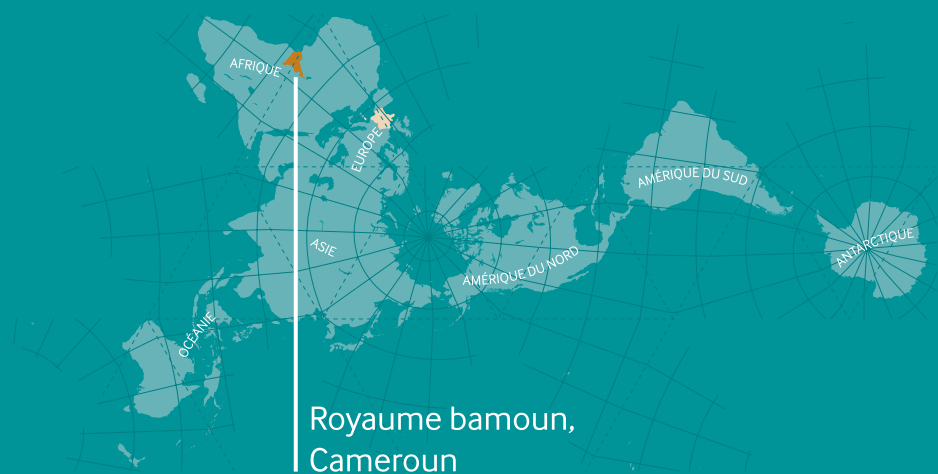 AFRIQUE
EUROPE
AMÉRIQUE DU SUD
ASIE
AMÉRIQUE DU NORD
ANTARCTIQUE
OCÉANIE
Royaume bamoun,
Cameroun